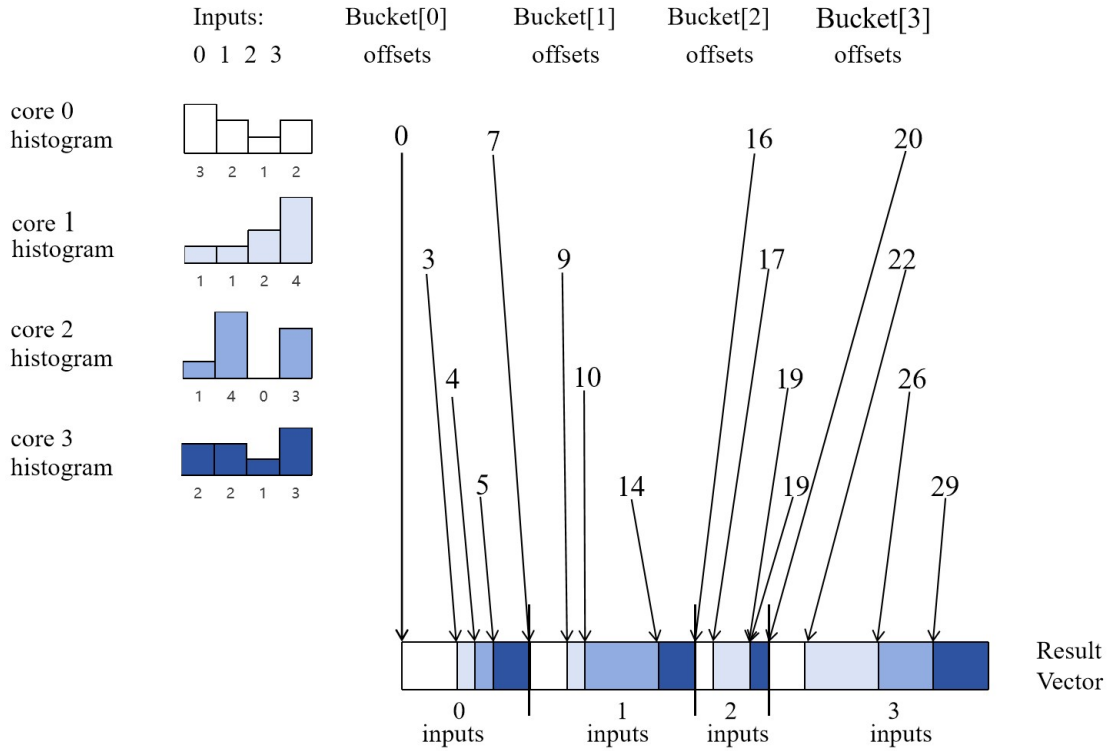 Inputs:
Bucket[0]
Bucket[1]
Bucket[2]
Bucket[3]
0 1 2 3
offsets
offsets
offsets
offsets
core 0
histogram
3 2 1 2
core 1
histogram
1 1 2 4
core 2
histogram
1 4 0 3
core 3
histogram
2 2 1 3
0
7
16
20
3
9
17
22
4
10
19
26
5
14
19
29
Result
Vector
0
inputs
1
inputs
2
inputs
3
inputs